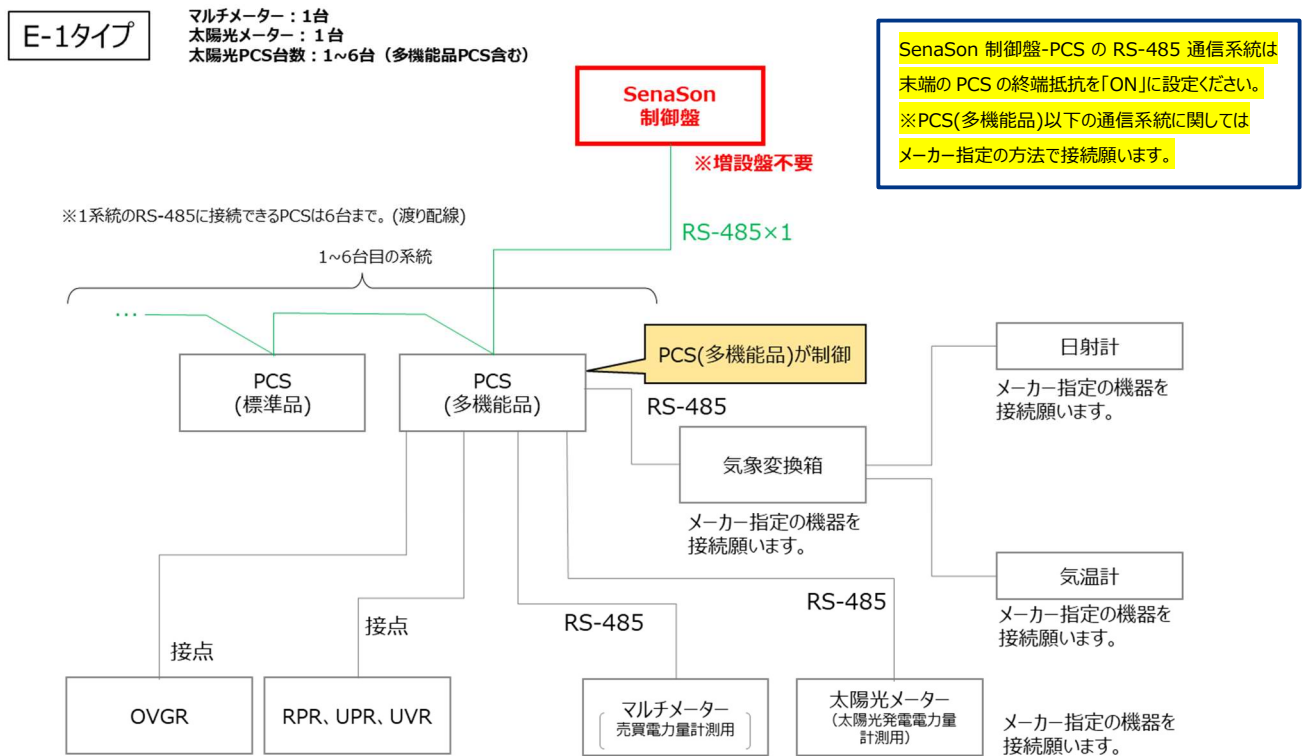 E-1タイプ
マルチメーター：1台
太陽光メーター：1台
太陽光PCS台数：1~6台（多機能品PCS含む）
SenaSon
制御盤
※増設盤不要
SenaSon 制御盤-PCS の RS-485 通信系統は
末端の PCS の終端抵抗を「ON」に設定ください。
※PCS(多機能品)以下の通信系統に関しては
メーカー指定の方法で接続願います。
※1系統のRS-485に接続できるPCSは6台まで。(渡り配線)
RS-485×1
1~6台目の系統
…
PCS
(標準品)
PCS
(多機能品)
PCS(多機能品)が制御
RS-485
気象変換箱
メーカー指定の機器を
接続願います。
日射計
メーカー指定の機器を
接続願います。
気温計
メーカー指定の機器を
接続願います。
接点
接点
RS-485
RS-485
OVGR
RPR、UPR、UVR
マルチメーター
売買電力量計測用
太陽光メーター
（太陽光発電電力量
計測用）
メーカー指定の機器を
接続願います。